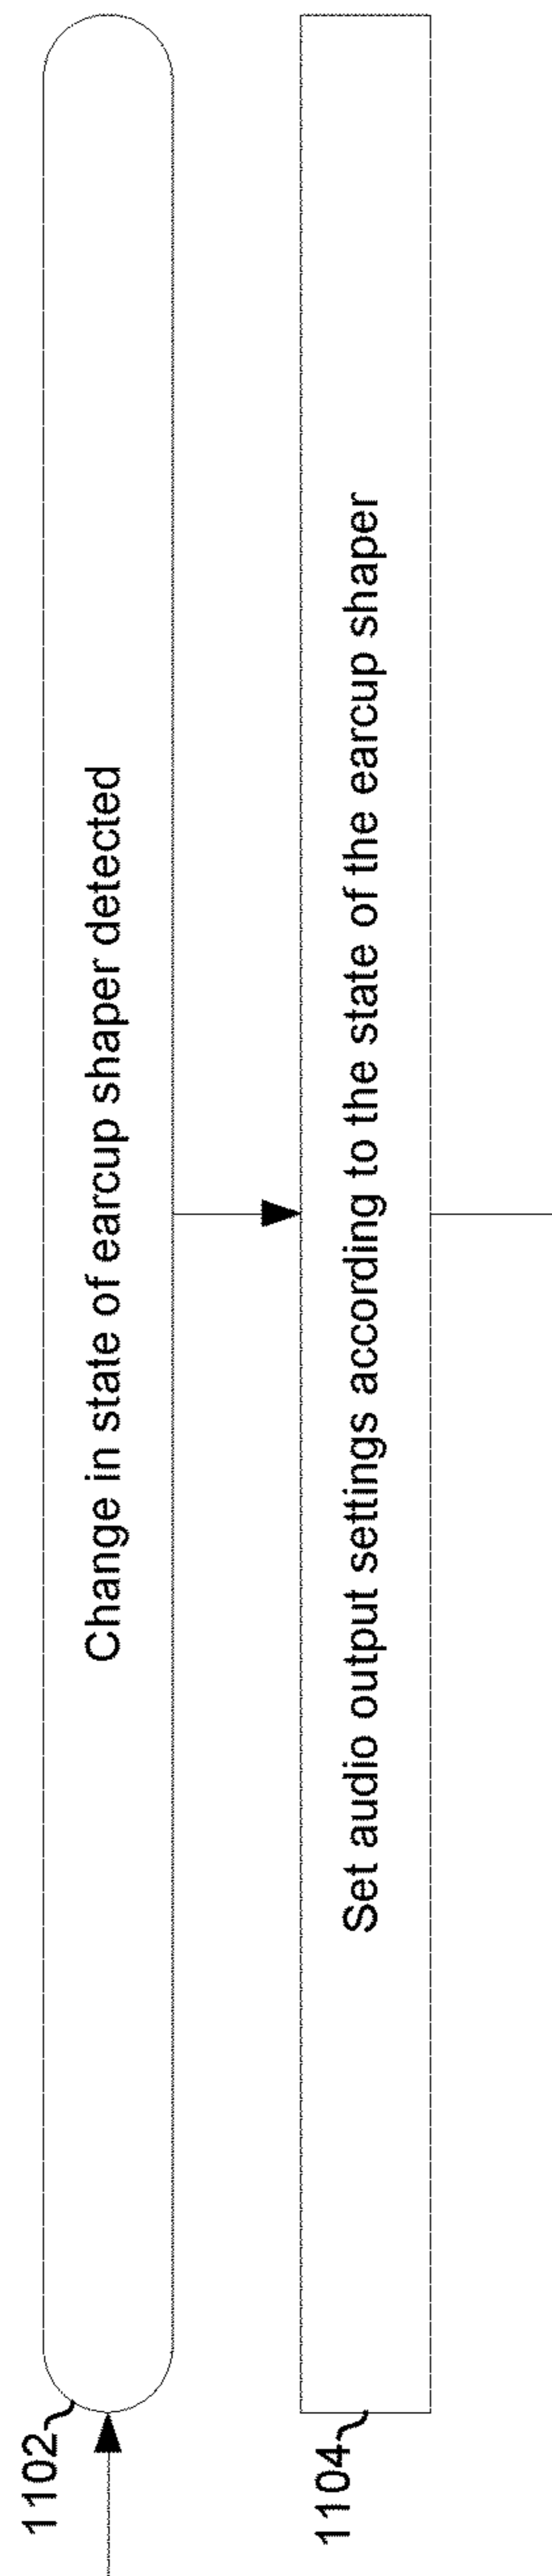 1102
Change in state of earcup shaper detected
1104
Set audio output settings according to the state of the earcup shaper